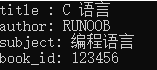 title : C 语言
author: RUNOOB
subject: 编程语言
book_id: 123456